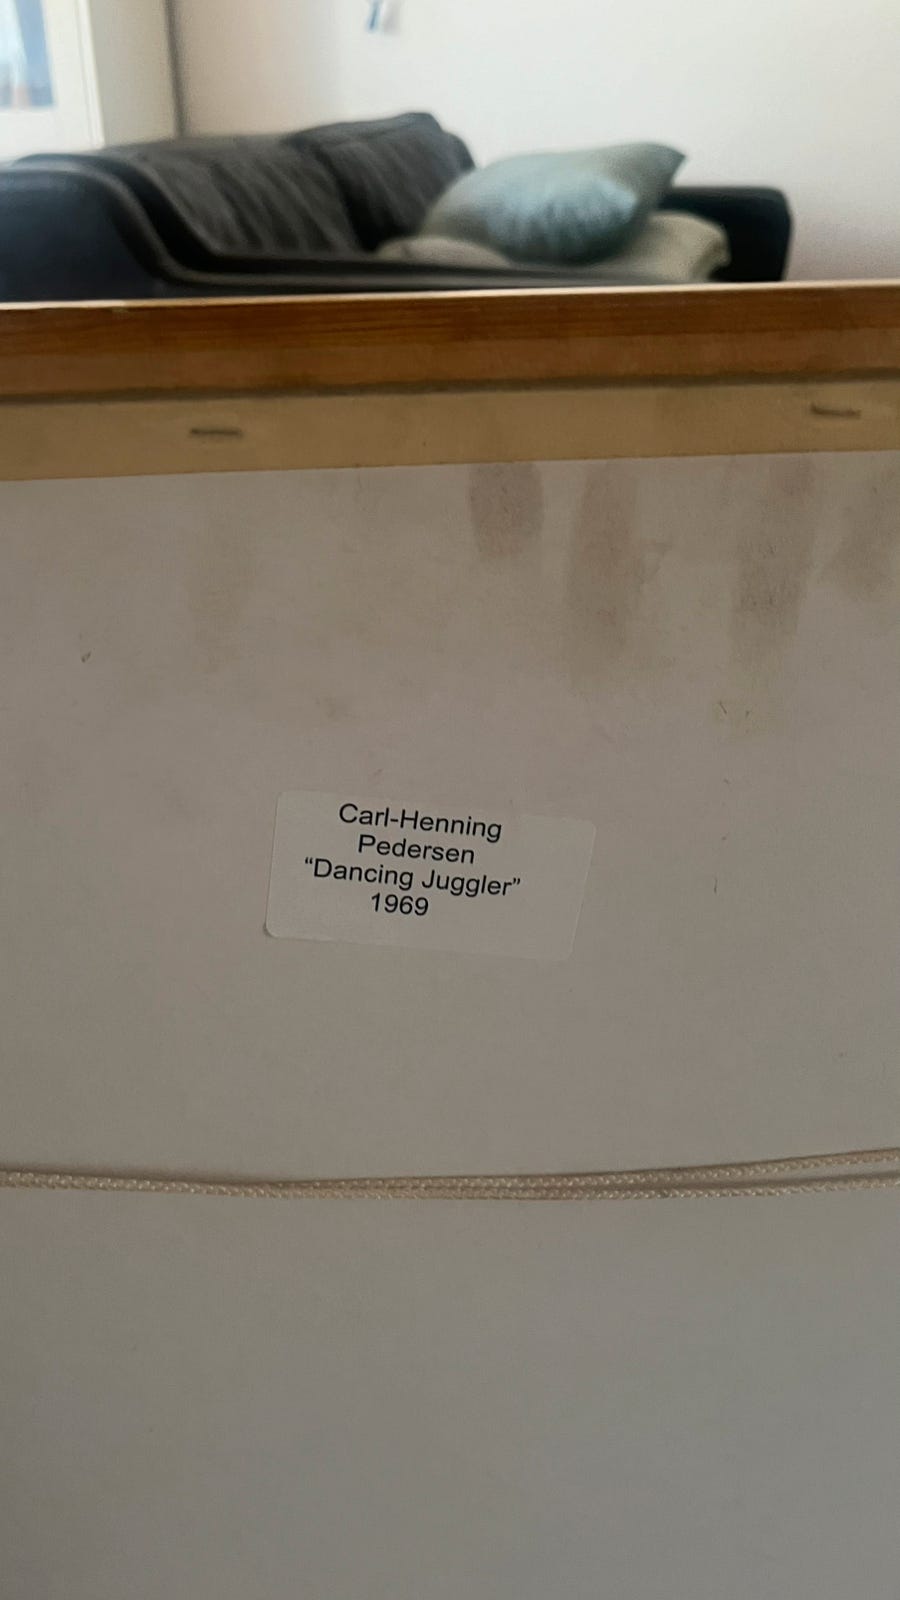 Carl-Henning
Pedersen
“Dancing Juggler”
1969